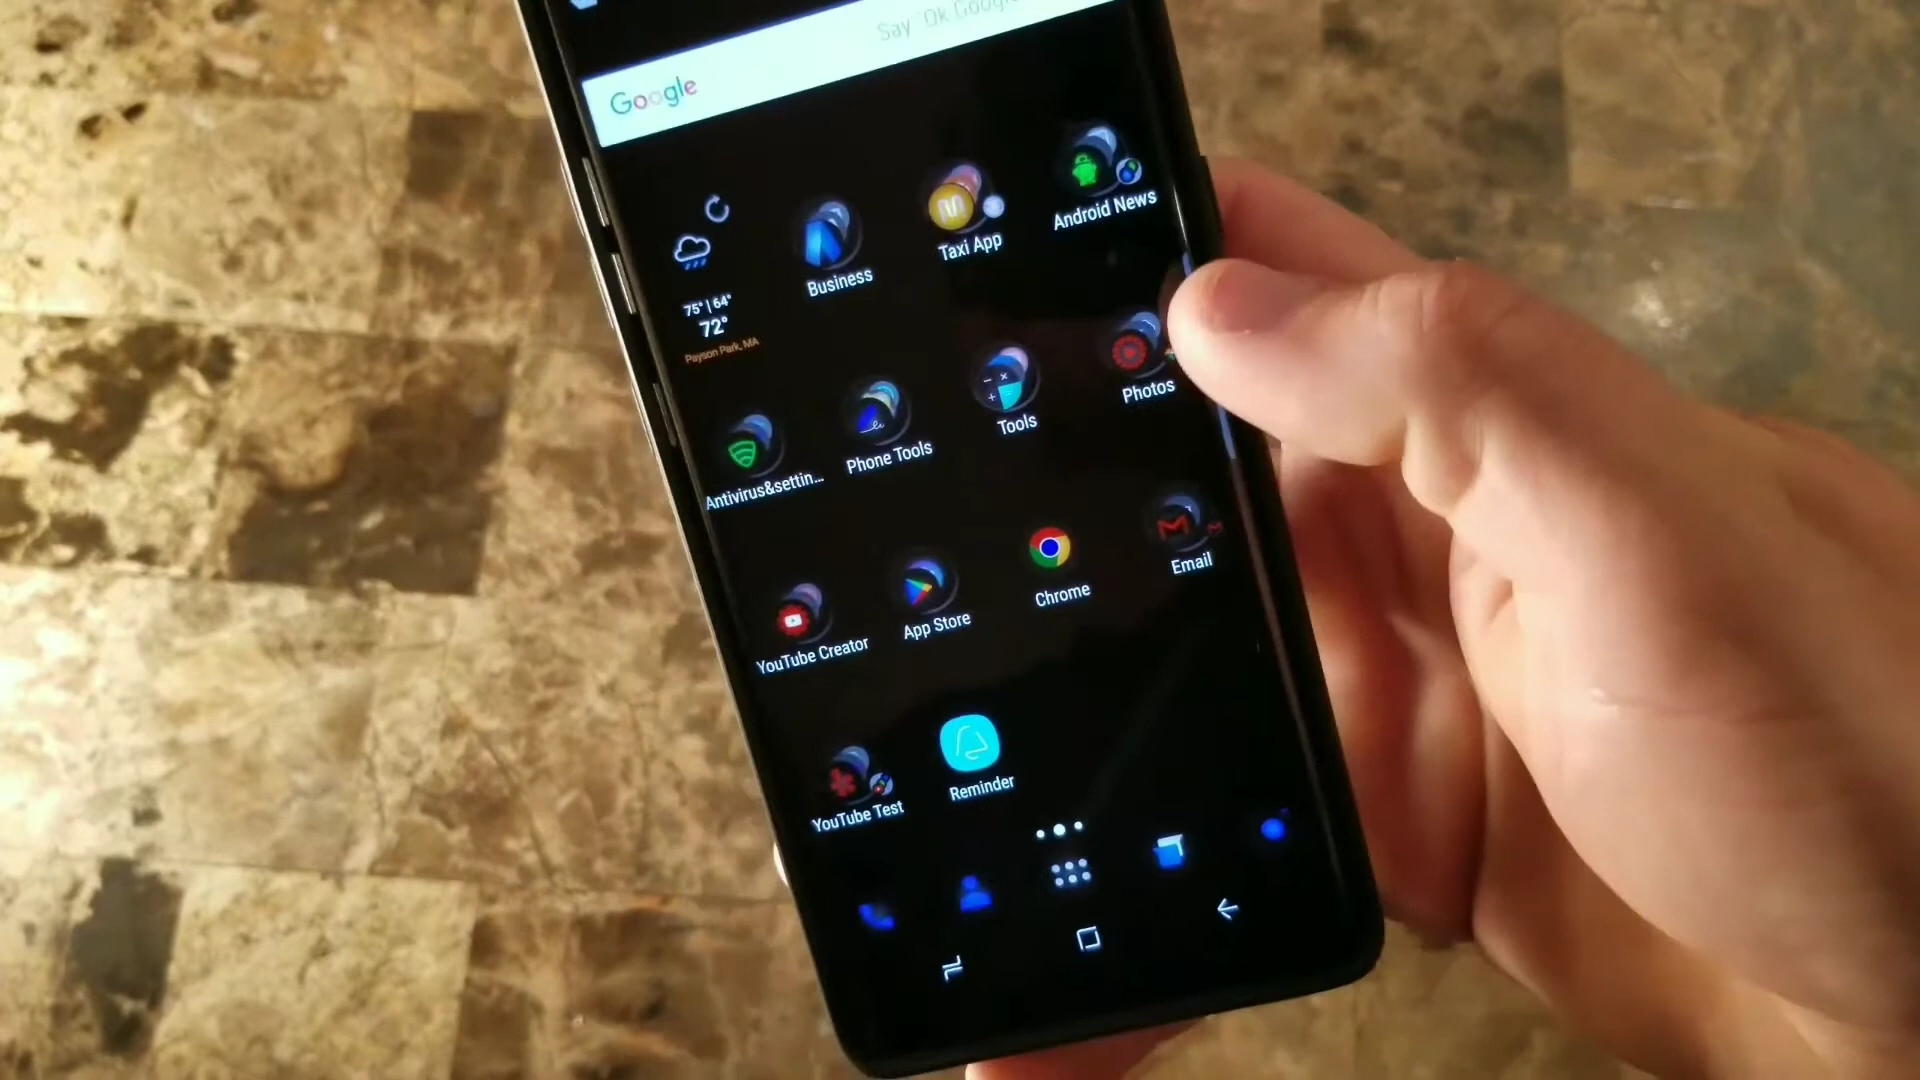 Say "Ok Google
Google
Business
Taxi App
Android News
75° | 64°
72°
Payson Park, MA
Antivirus&settin...
Phone Tools
Tools
Photos
YouTube Creator
App Store
Chrome
Email
YouTube Test
Reminder